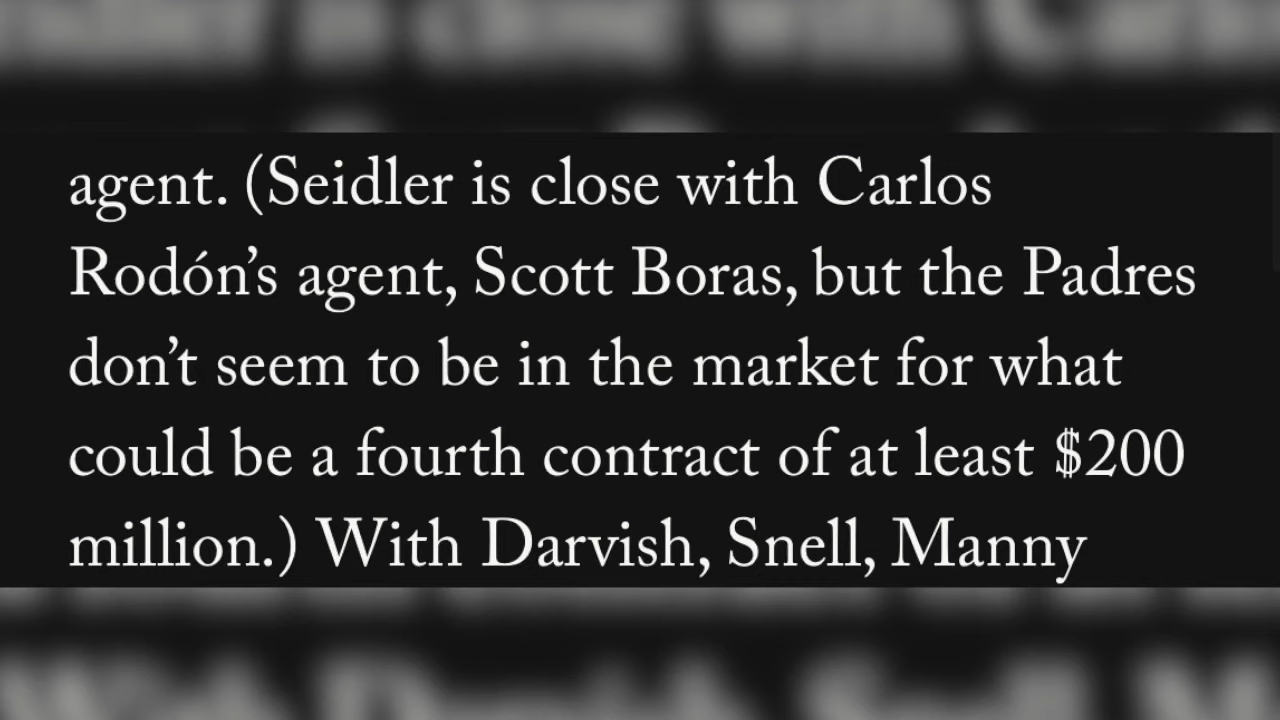 agent. (Seidler is close with Carlos
Rodón’s agent, Scott Boras, but the Padres
don’t seem to be in the market for what
could be a fourth contract of at least $200
million.) With Darvish, Snell, Manny